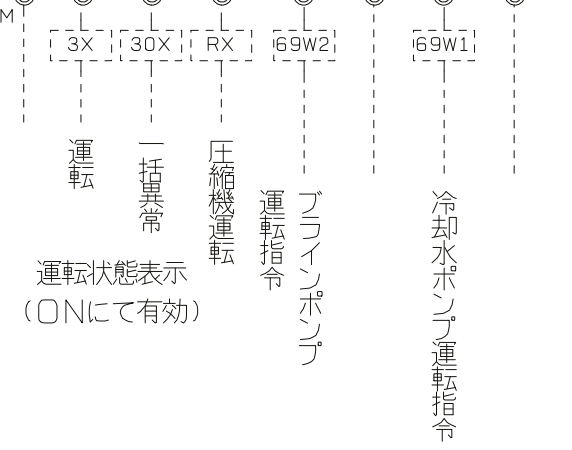 M
3X
30X
RX
69W2
69W1
運転
一括異常
圧縮機運転
ブラインポンプ
運転指令
冷却水ポンプ運転指令
運転状態表示
（ONにて有効）